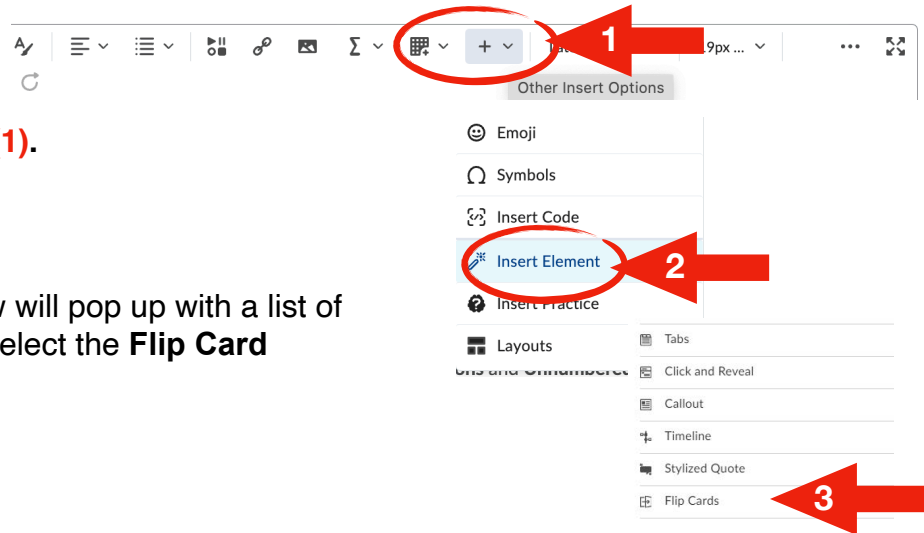 1
9px ...
...
Other Insert Options
1).
Emoji
Symbols
Insert Code
Insert Element
2
Insert Practice
w will pop up with a list of
elect the Flip Card
Layouts
and
Tabs
Click and Reveal
Callout
Timeline
Stylized Quote
Flip Cards
3